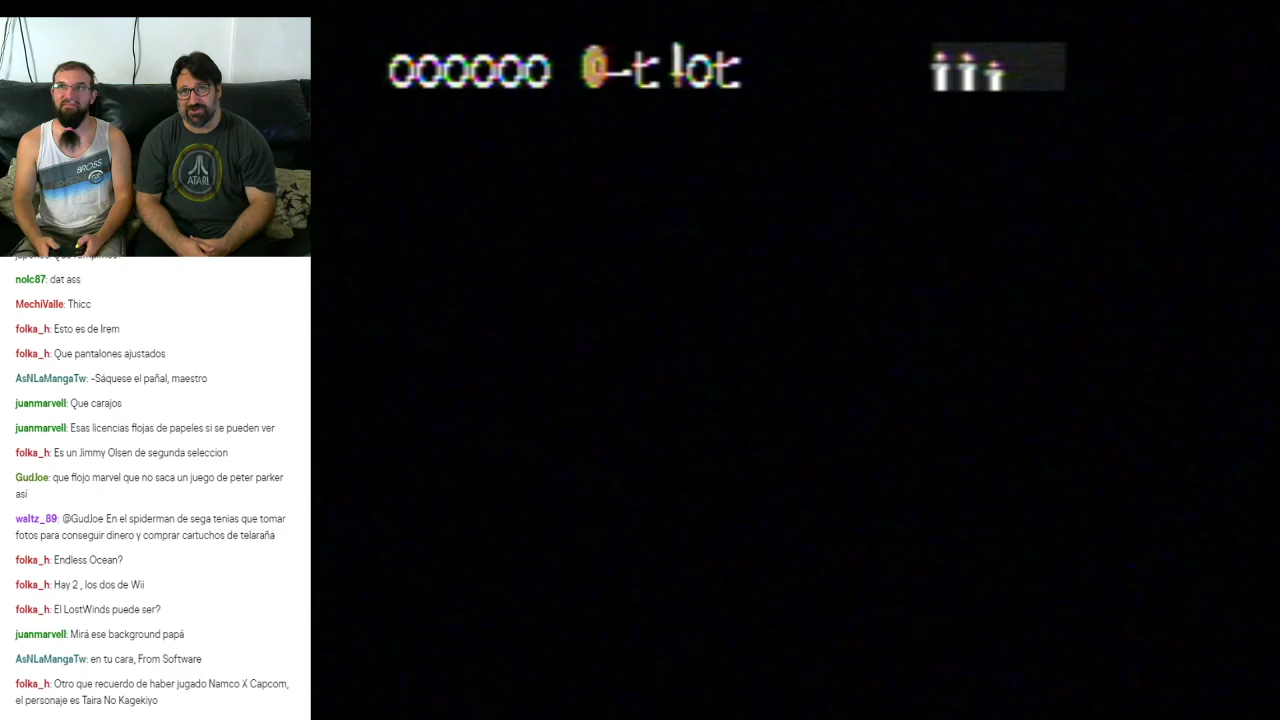 BROSS
ATARI
000000
nolc87: dat ass
MechiValle: Thicc
folka_h: Esto es de Irem
folka_h: Que pantalones ajustados
AsNLaMangaTw: -Sáquese el pañal, maestro
juanmarvell: Que carajos
juanmarvell: Esas licencias flojas de papeles si se pueden ver
folka_h: Es un Jimmy Olsen de segunda seleccion
GudJoe: que flojo marvel que no saca un juego de peter parker
así
waltz_89: @GudJoe En el spiderman de sega tenias que tomar
fotos para conseguir dinero y comprar cartuchos de telaraña
folka_h: Endless Ocean?
folka_h: Hay 2 , los dos de Wii
folka_h: El LostWinds puede ser?
juanmarvell: Mirá ese background papá
AsNLaMangaTw: en tu cara, From Software
folka_h: Otro que recuerdo de haber jugado Namco X Capcom,
el personaje es Taira No Kagekiyo